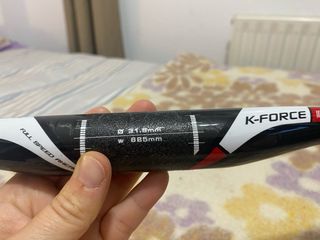 FULL SPEED AHEAD
Ø 31.8mm
W 685mm
K-FORCE